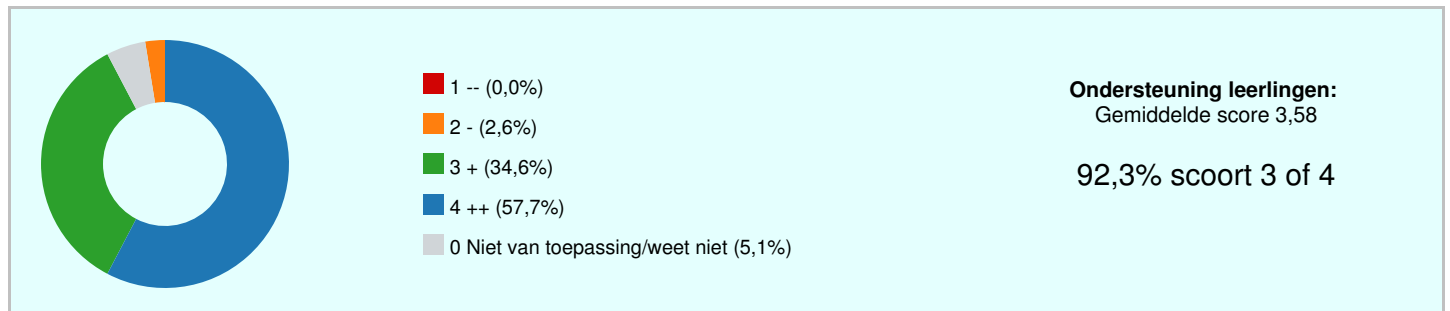 1 -- (0,0%)
2 - (2,6%)
3 + (34,6%)
4 ++ (57,7%)
0 Niet van toepassing/weet niet (5,1%)
Ondersteuning leerlingen:
Gemiddelde score 3,58
92,3% scoort 3 of 4